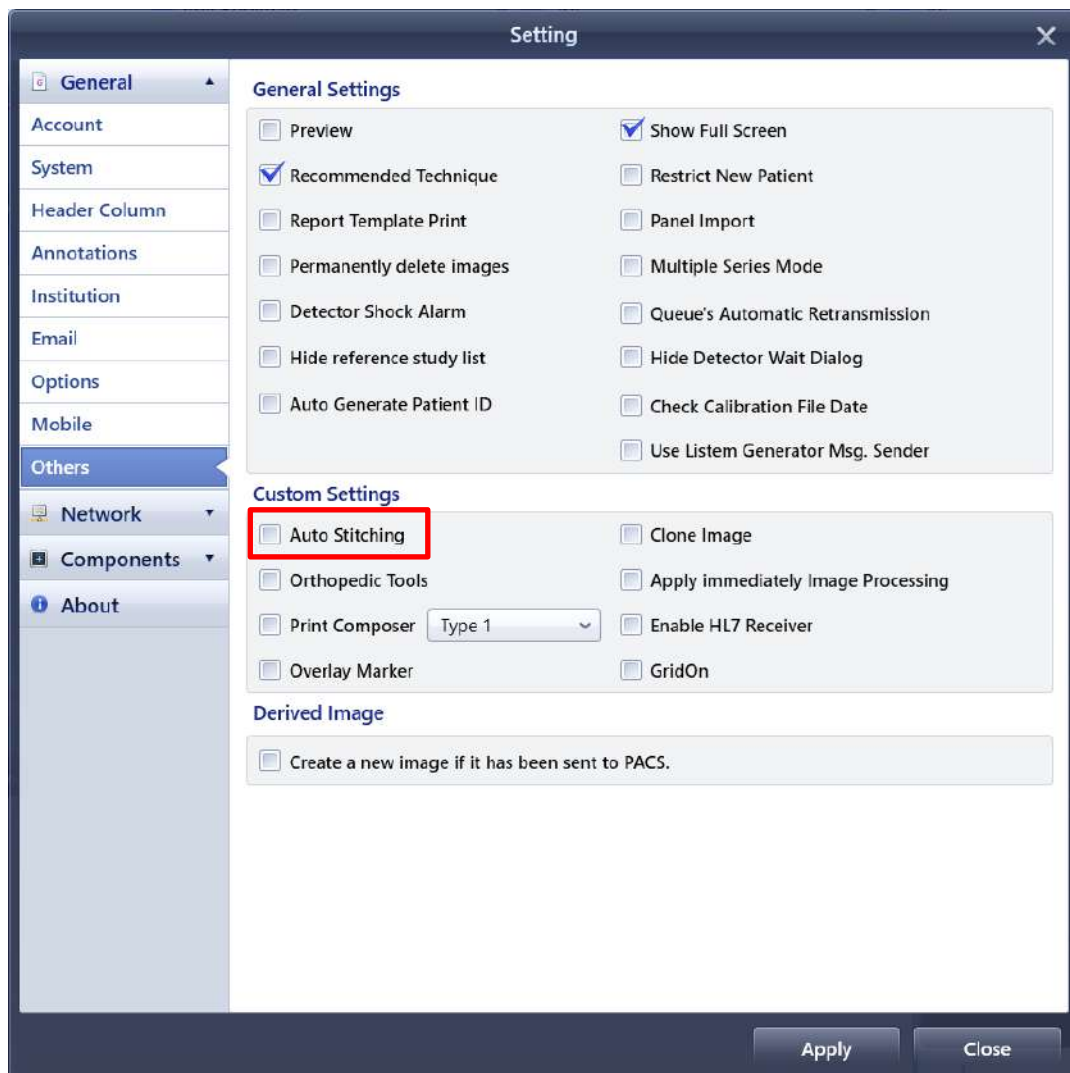 Setting
General
Account
System
Header Column
Annotations
Institution
Email
Options
Mobile
Others
Network
Components
About
General Settings
Preview
Show Full Screen
Recommended Technique
Restrict New Patient
Report Template Print
Panel Import
Permanently delete images
Multiple Series Mode
Detector Shock Alarm
Queue's Automatic Retransmission
Hide reference study list
Hide Detector Wait Dialog
Auto Generate Patient ID
Check Calibration File Date
Use Listem Generator Msg. Sender
Custom Settings
Auto Stitching
Clone Image
Orthopedic Tools
Apply immediately Image Processing
Print Composer Type 1
Enable HL7 Receiver
Overlay Marker
GridOn
Derived Image
Create a new image if it has been sent to PACS.
Apply
Close